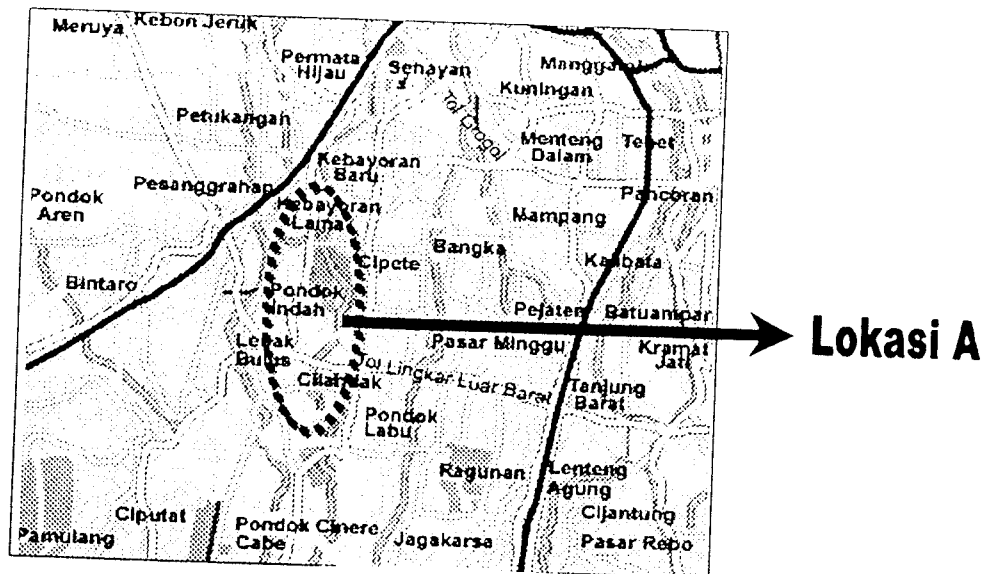 Meruya
Kebon Jeruk
Permata
Hijau
Senayan
Manggarai
Kuningan
Petukangan
Tol Grogol
Menteng
Dalam
Tebet
Kebayoran
Baru
Pesanggrahan
Pondok
Aren
Kebayoran
Lama
Pancoran
Mampang
Bangka
Cipete
Kalibata
Bintaro
Pondok
Indah
Pejaten
Batuampar
Lokasi A
Lebak
Bulus
Pasar Minggu
Kramat
Jati
Cilandak
Tol Lingkar Luar Barat
Tanjung
Barat
Pondok
Labu
Ragunan
Lenteng
Agung
Ciputat
Pondok
Cabe
Cinere
Cijantung
Pamulang
Jagakarsa
Pasar Rebo